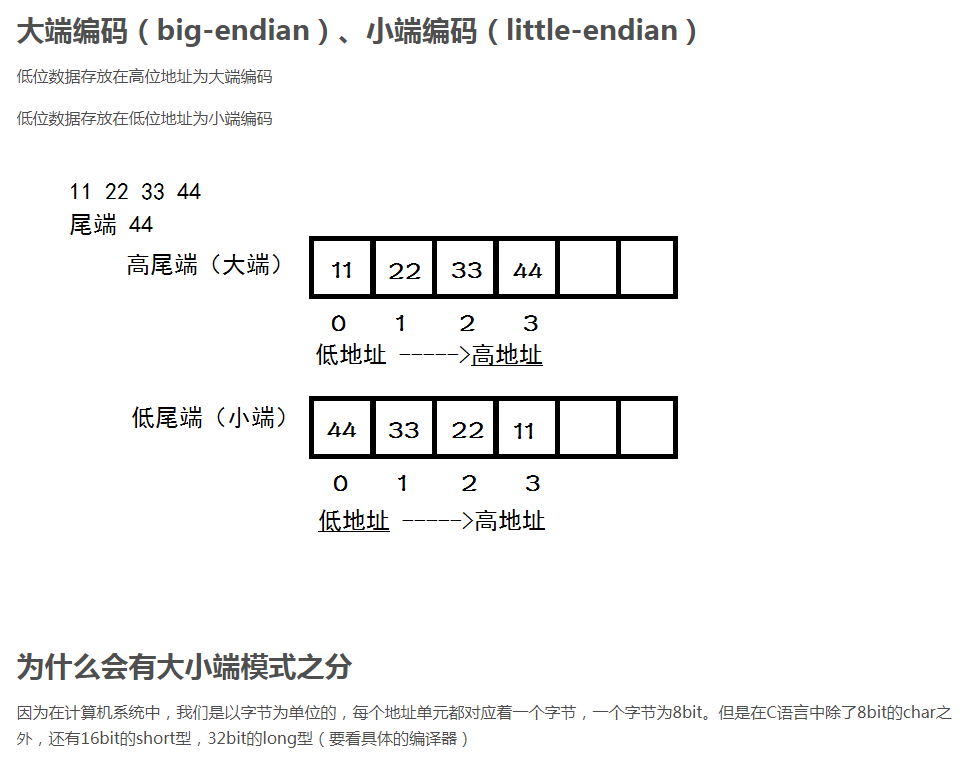 大端编码（big-endian）、小端编码（little-endian）
低位数据存放在高位地址为大端编码
低位数据存放在低位地址为小端编码
11 22 33 44
尾端 44
高尾端（大端）
11 22 33 44
0 1 2 3
低地址 ----->高地址
低尾端（小端）
44 33 22 11
0 1 2 3
低地址 ----->高地址
为什么会有大小端模式之分
因为在计算机系统中，我们是以字节为单位的，每个地址单元都对应着一个字节，一个字节为8bit。但是在C语言中除了8bit的char之
外，还有16bit的short型，32bit的long型（要看具体的编译器）